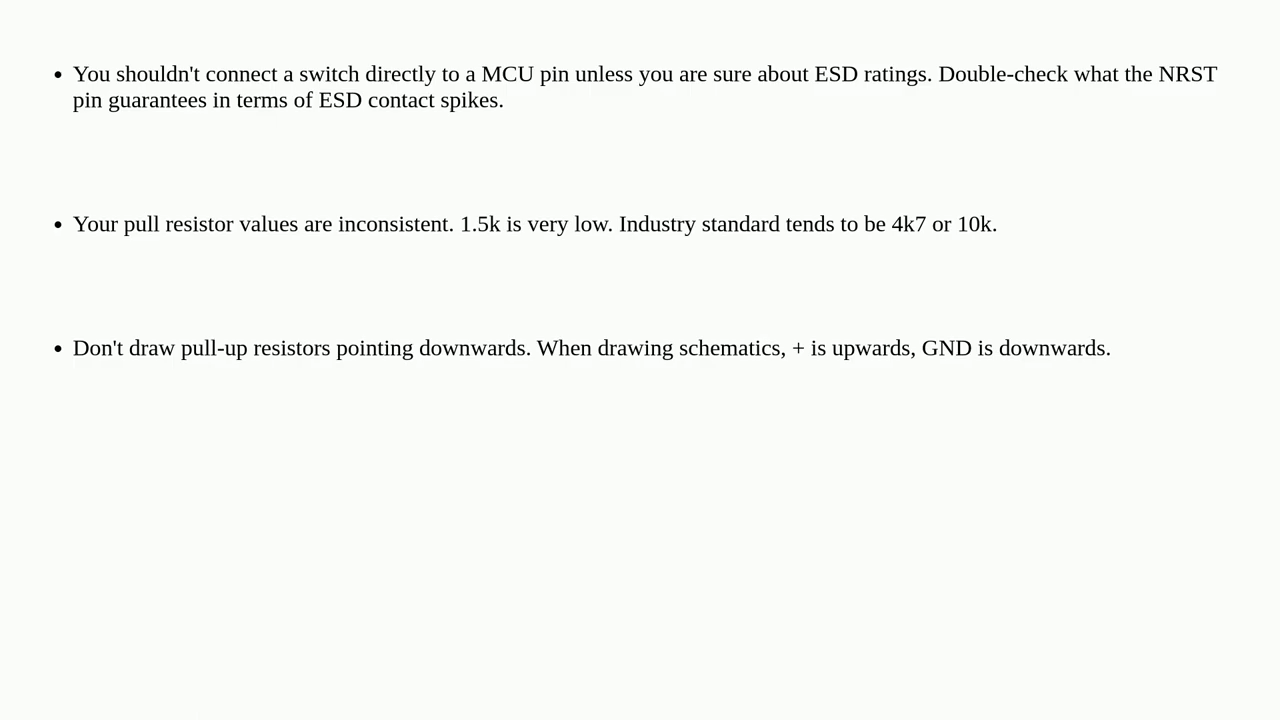 • You shouldn't connect a switch directly to a MCU pin unless you are sure about ESD ratings. Double-check what the NRST
pin guarantees in terms of ESD contact spikes.
• Your pull resistor values are inconsistent. 1.5k is very low. Industry standard tends to be 4k7 or 10k.
• Don't draw pull-up resistors pointing downwards. When drawing schematics, + is upwards, GND is downwards.